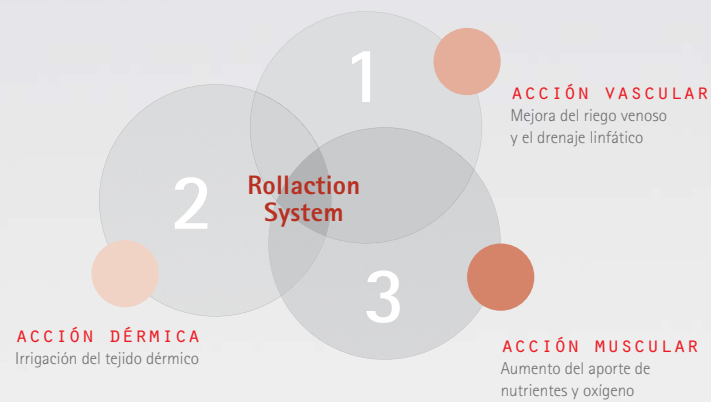 1
ACCIÓN VASCULAR
Mejora del riego venoso
y el drenaje linfático
2
Rollaction
System
3
ACCIÓN DÉRMICA
Irrigación del tejido dérmico
ACCIÓN MUSCULAR
Aumento del aporte de
nutrientes y oxígeno